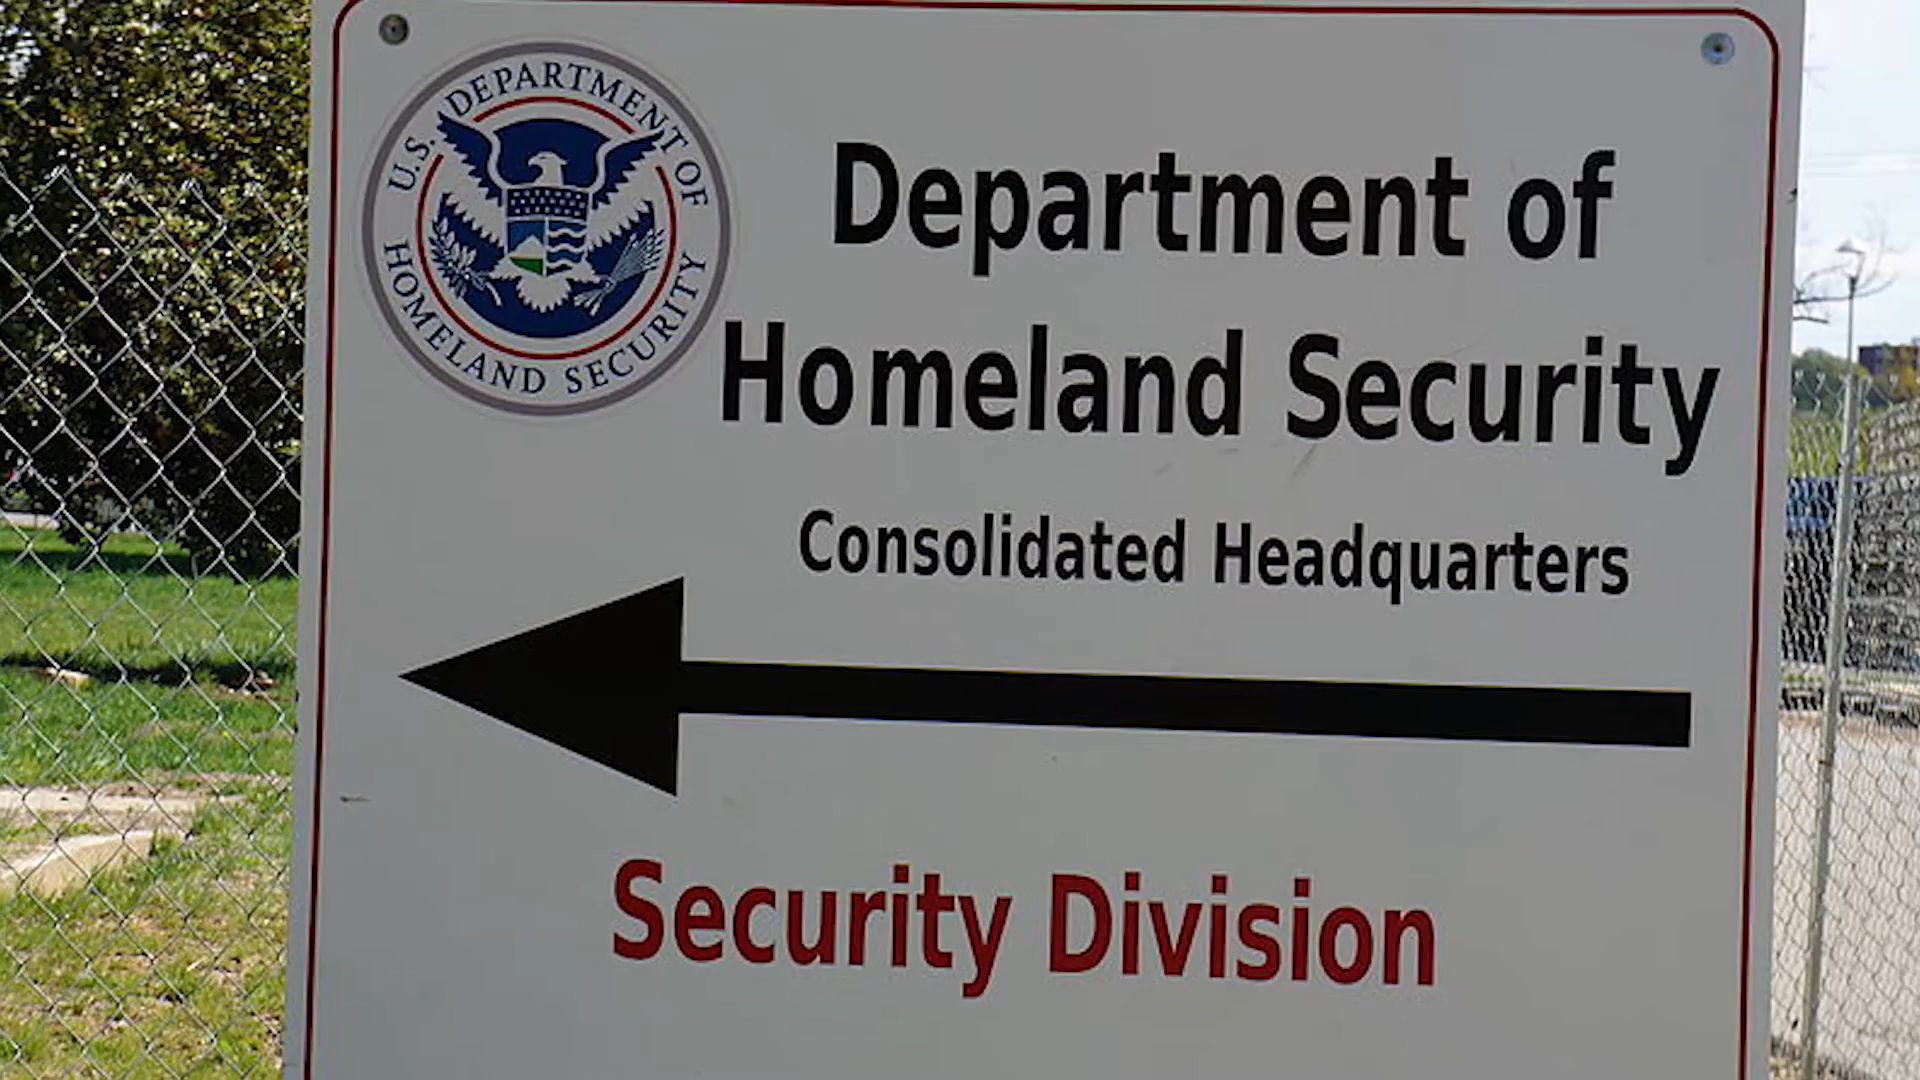 U.S. DEPARTMENT OF
HOMELAND SECURITY
Department of
Homeland Security
Consolidated Headquarters
Security Division